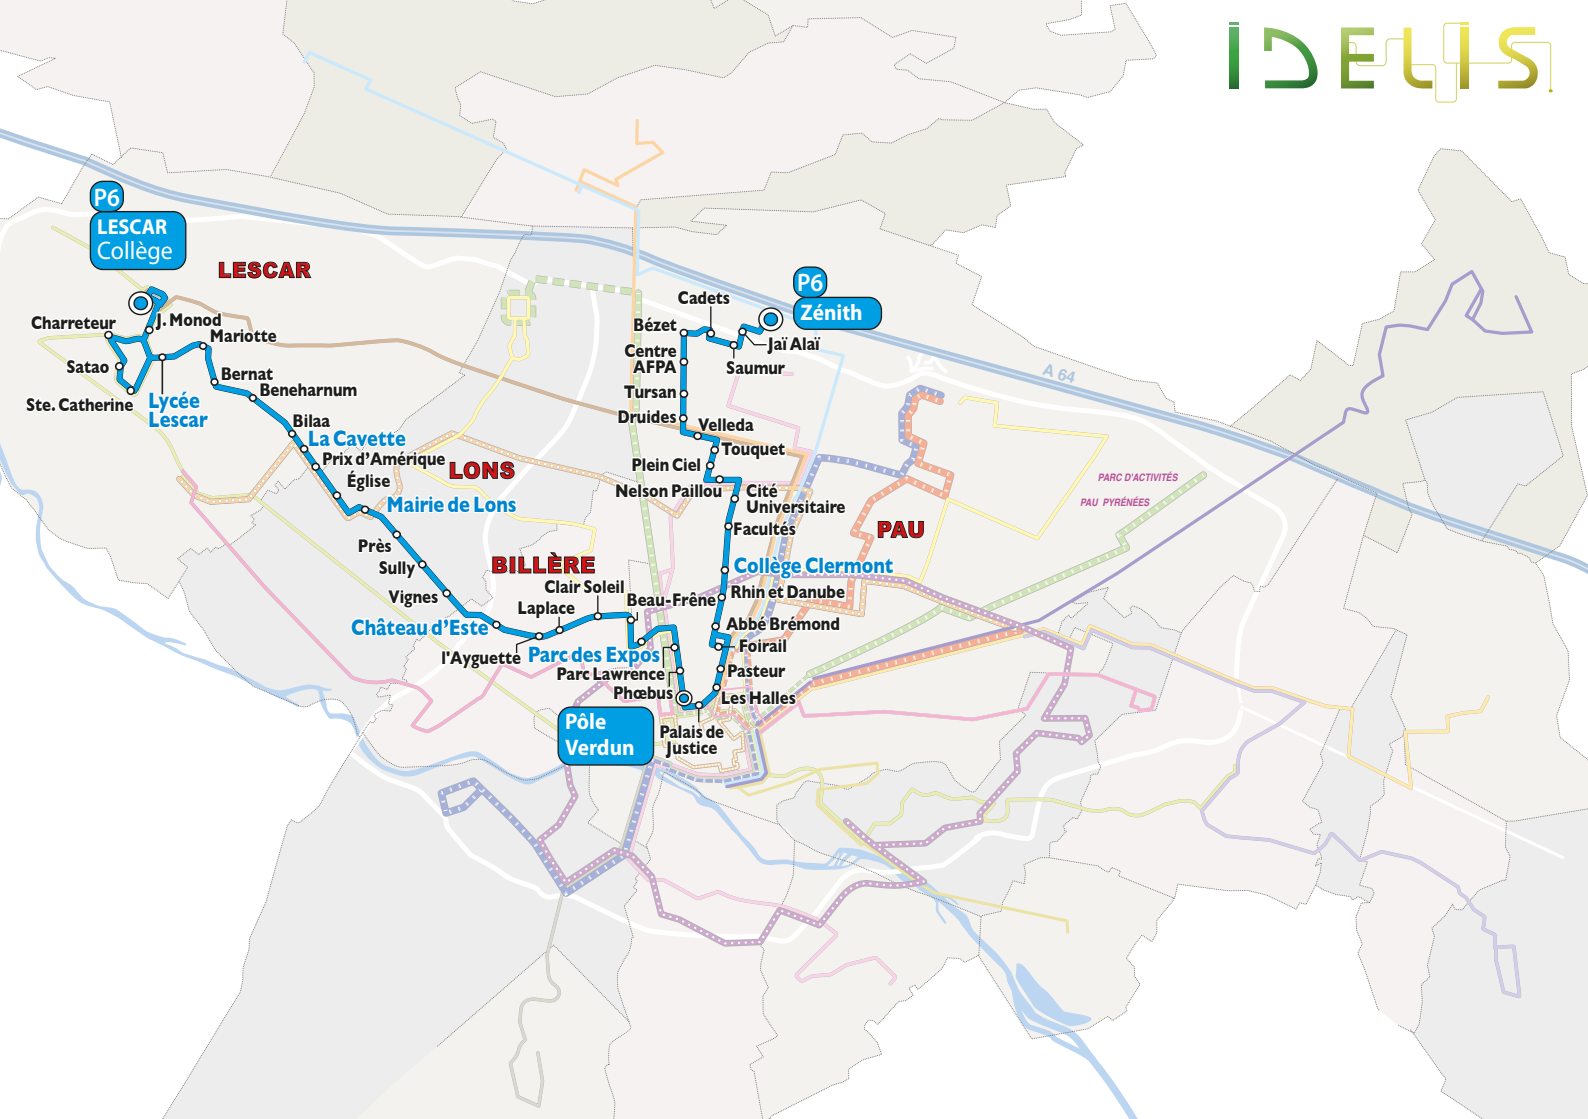 IDELIS
P6
LESCAR
Collège
LESCAR
Charreteur
J. Monod
Mariotte
Satao
Bernat
Beneharnum
Ste. Catherine
Lycée
Lescar
Bilaa
La Cavette
Prix d'Amérique
Église
LONS
Mairie de Lons
Près
Sully
Vignes
BILLÈRE
Clair Soleil
Laplace
Beau-Frêne
Château d'Este
l'Ayguette
Parc des Expos
Parc Lawrence
Phœbus
Pôle
Verdun
Palais de
Justice
Les Halles
Pasteur
Foirail
Abbé Brémond
Rhin et Danube
Collège Clermont
Facultés
Cité
Universitaire
Nelson Paillou
Plein Ciel
Touquet
Velleda
Druides
Tursan
Centre
AFPA
Bézet
Cadets
Saumur
Jaï Alaï
P6
Zénith
A 64
PAU
PARC D'ACTIVITÉS
PAU PYRÉNÉES